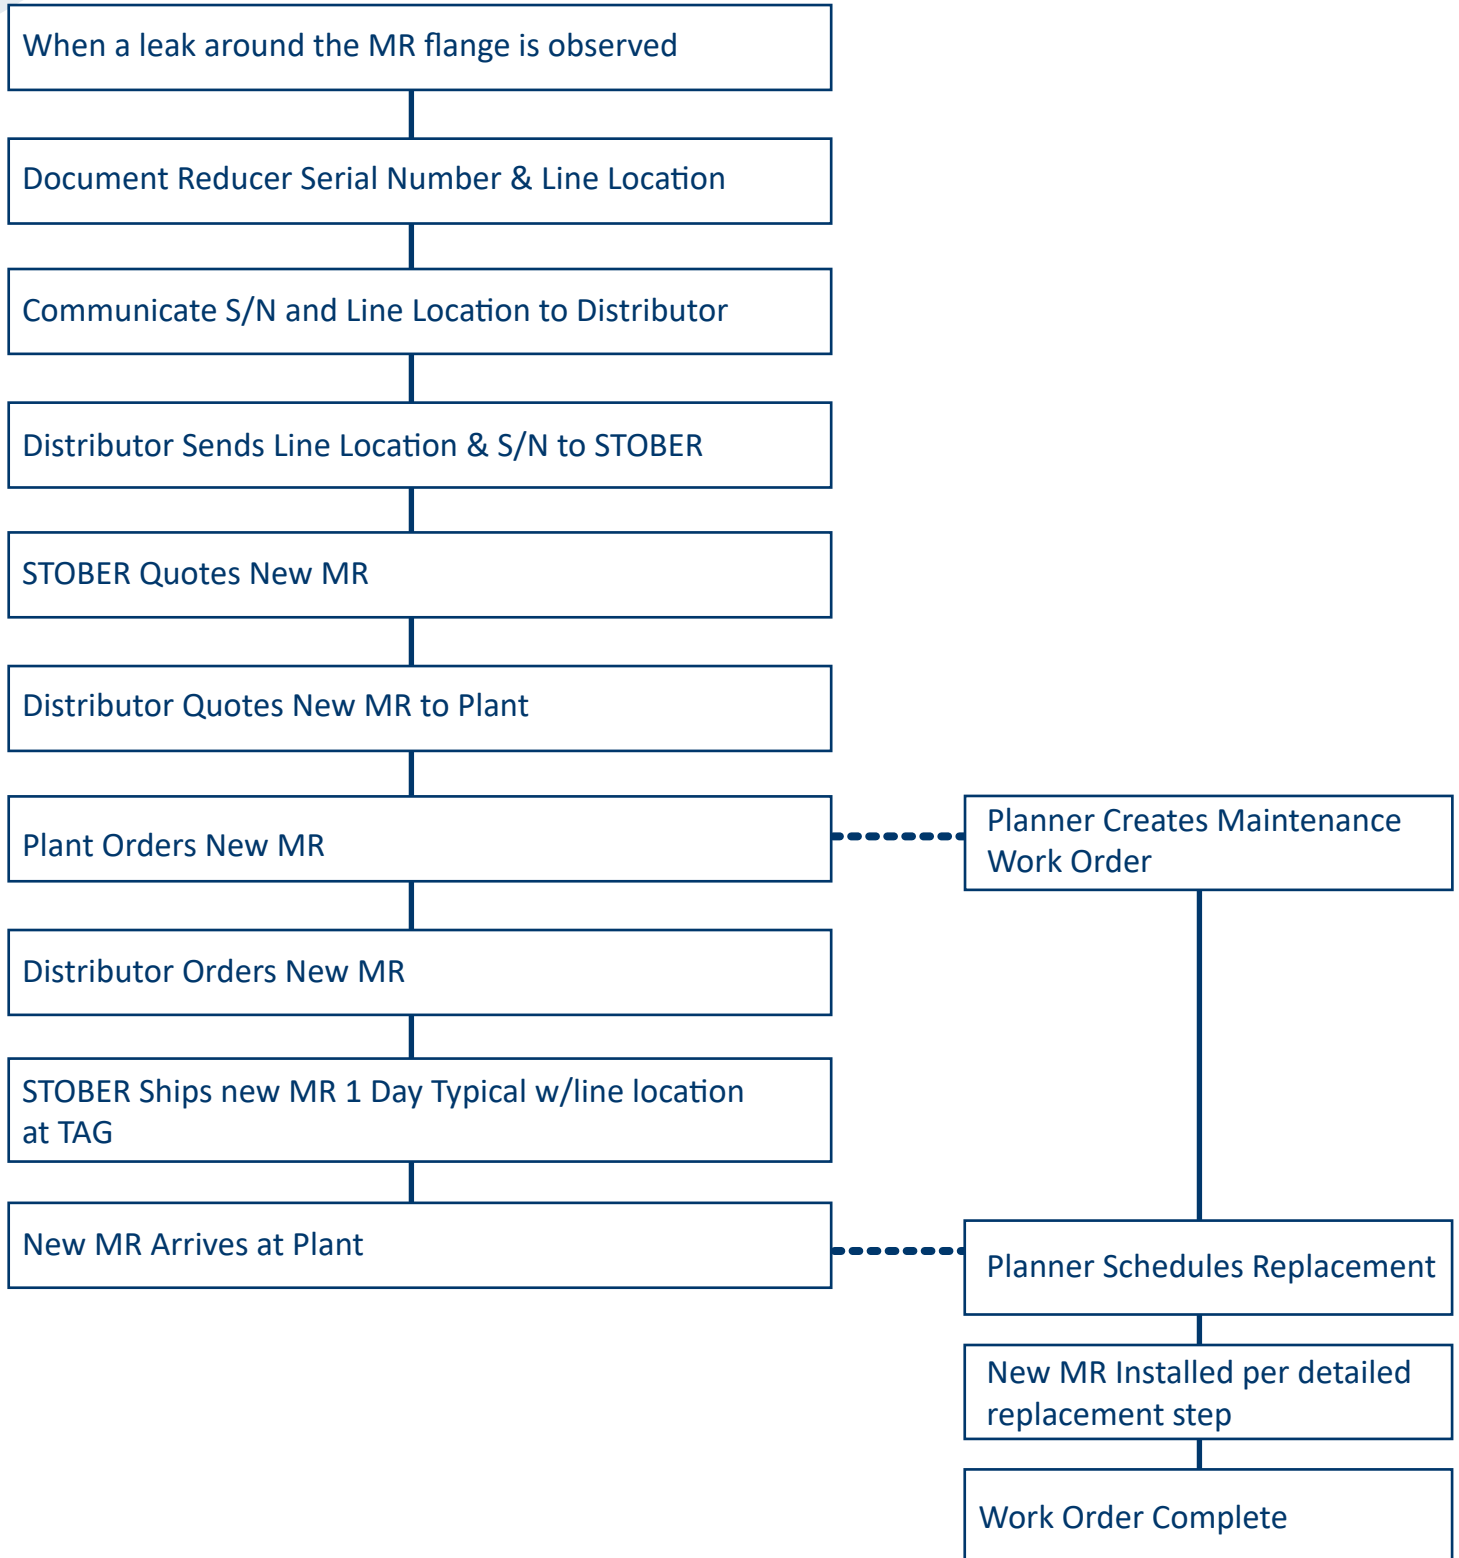 When a leak around the MR flange is observed
Document Reducer Serial Number & Line Location
Communicate S/N and Line Location to Distributor
Distributor Sends Line Location & S/N to STOBER
STOBER Quotes New MR
Distributor Quotes New MR to Plant
Plant Orders New MR
Distributor Orders New MR
STOBER Ships new MR 1 Day Typical w/line location
at TAG
New MR Arrives at Plant
Planner Creates Maintenance
Work Order
Planner Schedules Replacement
New MR Installed per detailed
replacement step
Work Order Complete